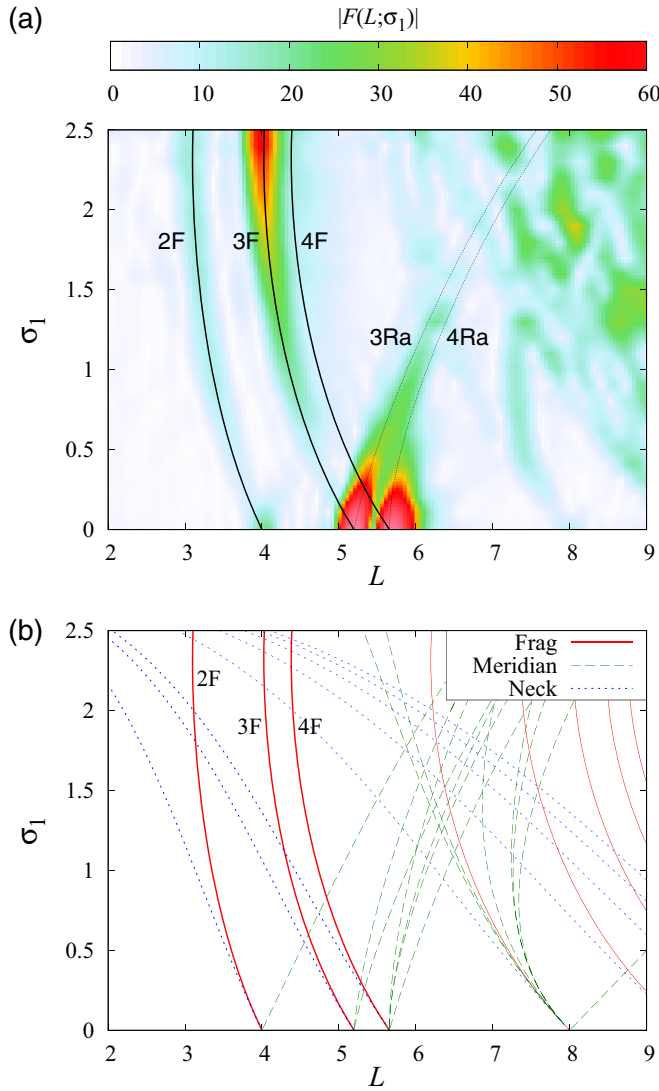 (a)
|F(L;σ₁)|
0 10 20 30 40 50 60
2.5
2
1.5
1
0.5
0
σ₁
2F
3F
4F
3Ra
4Ra
2 3 4 5 6 7 8 9
L
(b)
Frag
Meridian
Neck
2.5
2
1.5
1
0.5
0
σ₁
2F
3F
4F
2 3 4 5 6 7 8 9
L